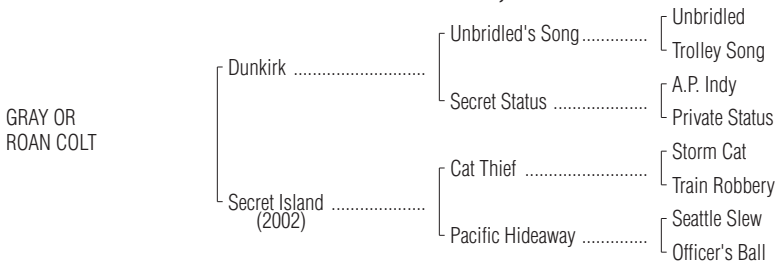 Unbridled
Unbridled's Song ..............
Trolley Song
Dunkirk ............................
A.P. Indy
Secret Status ....................
Private Status
GRAY OR
ROAN COLT
Storm Cat
Cat Thief ..........................
Train Robbery
Secret Island ....................
(2002)
Seattle Slew
Pacific Hideaway ..............
Officer's Ball